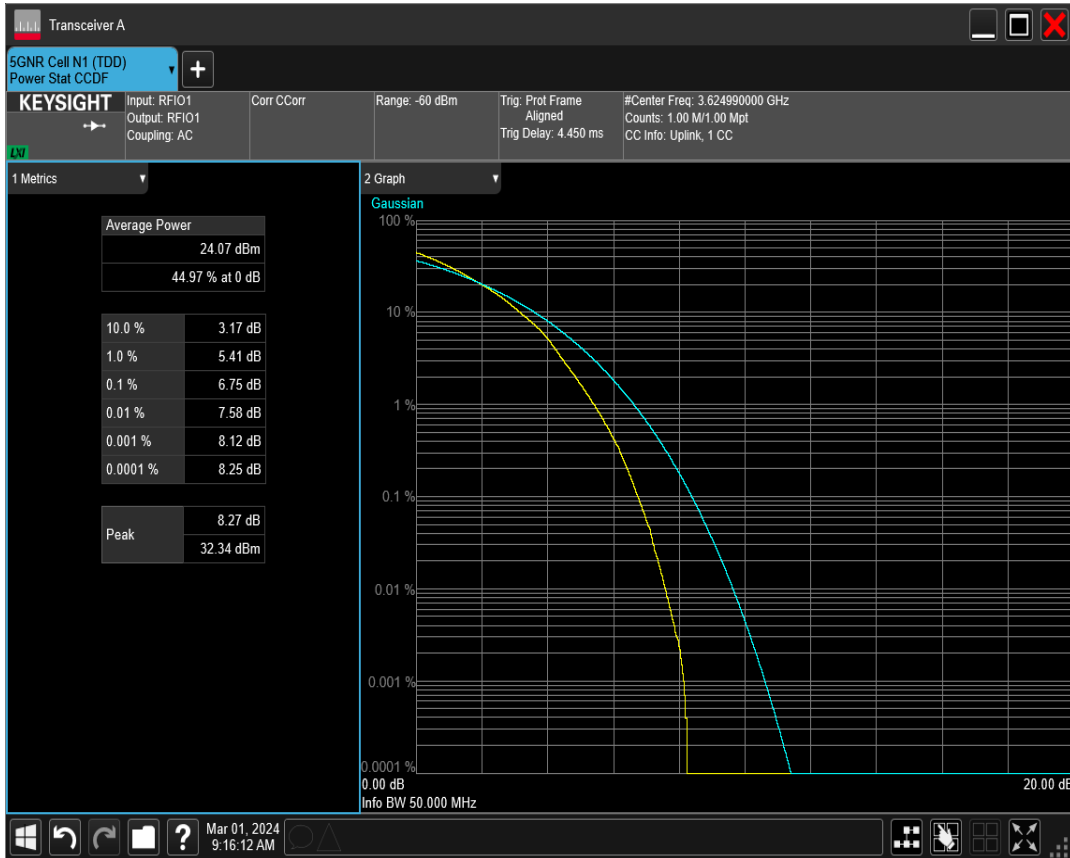 Transceiver A
5GNR Cell N1 (TDD)
Power Stat CCDF
+
KEYSIGHT
LXI
Input: RFIO1
Output: RFIO1
Coupling: AC
Corr CCorr
Range: -60 dBm
Trig: Prot Frame
Aligned
Trig Delay: 4.450 ms
#Center Freq: 3.624990000 GHz
Counts: 1.00 M/1.00 Mpt
CC Info: Uplink, 1 CC
1 Metrics
Average Power
24.07 dBm
44.97 % at 0 dB
10.0 % 3.17 dB
1.0 % 5.41 dB
0.1 % 6.75 dB
0.01 % 7.58 dB
0.001 % 8.12 dB
0.0001 % 8.25 dB
Peak
8.27 dB
32.34 dBm
2 Graph
Gaussian
100 %
10 %
1 %
0.1 %
0.01 %
0.001 %
0.0001 %
0.00 dB 20.00 dB
Info BW 50.000 MHz
?
Mar 01, 2024
9:16:12 AM